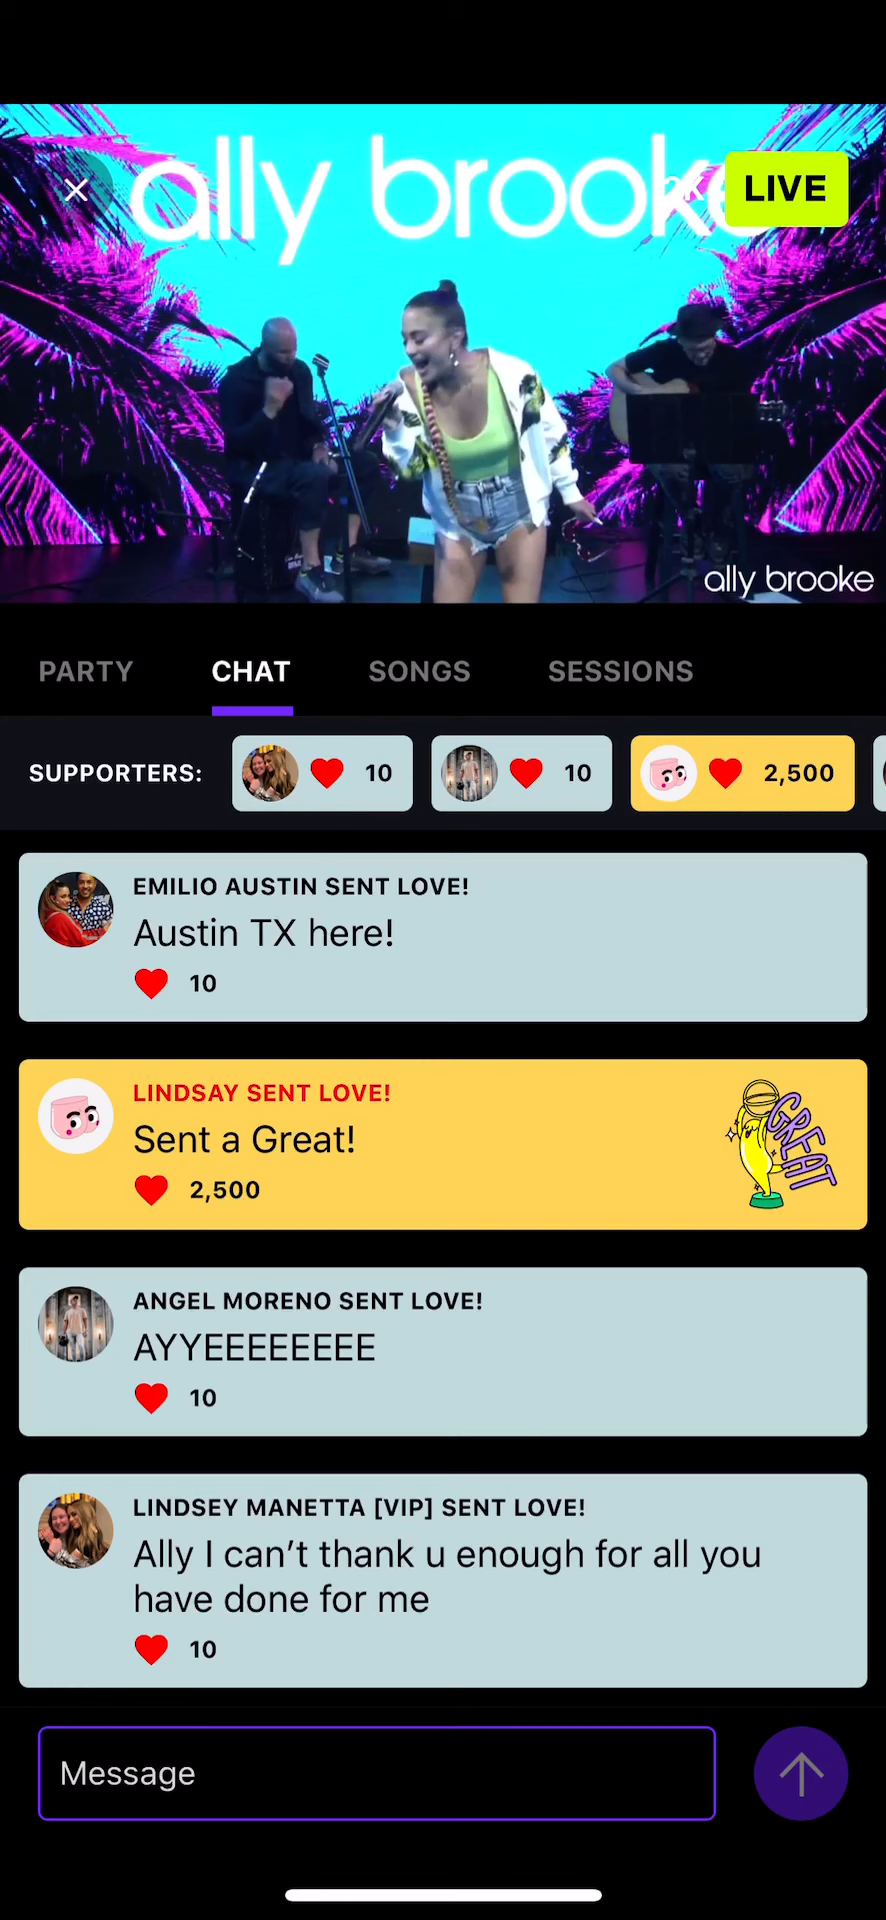 ally brooke
LIVE
ally brooke
PARTY CHAT SONGS SESSIONS
SUPPORTERS: 10 10 2,500
EMILIO AUSTIN SENT LOVE!
Austin TX here!
10
LINDSAY SENT LOVE!
Sent a Great!
GREAT
2,500
ANGEL MORENO SENT LOVE!
AYYEEEEEEEE
10
LINDSEY MANETTA [VIP] SENT LOVE!
Ally I can’t thank u enough for all you
have done for me
10
Message